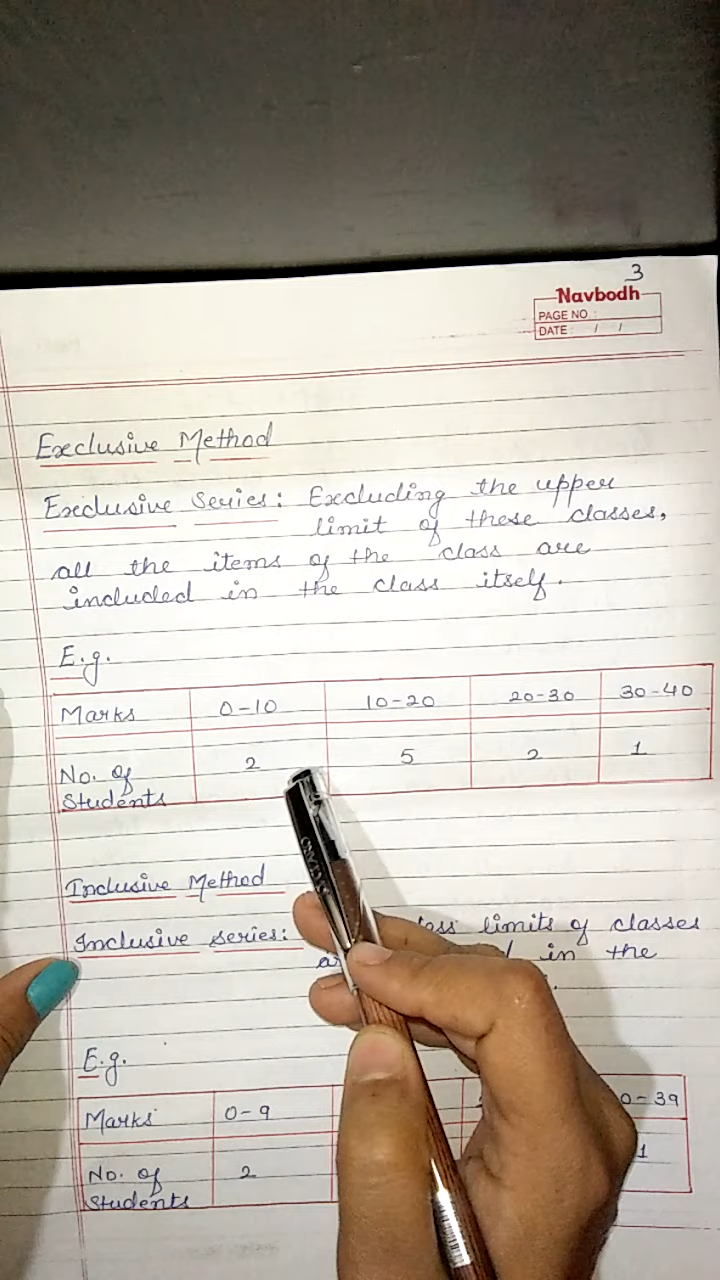 3
Navbodh
PAGE NO. :
DATE : / /
Exclusive Method
Exclusive Series: Excluding the upper
limit of these classes,
all the items of the class are
included in the class itself.
E.g.
Marks 0-10 10-20 20-30 30-40
No. of Students 2 5 2 1
Inclusive Method
Inclusive series: limits of classes
in the
E.g.
Marks 0-9 0-39
No. of Students 2 1